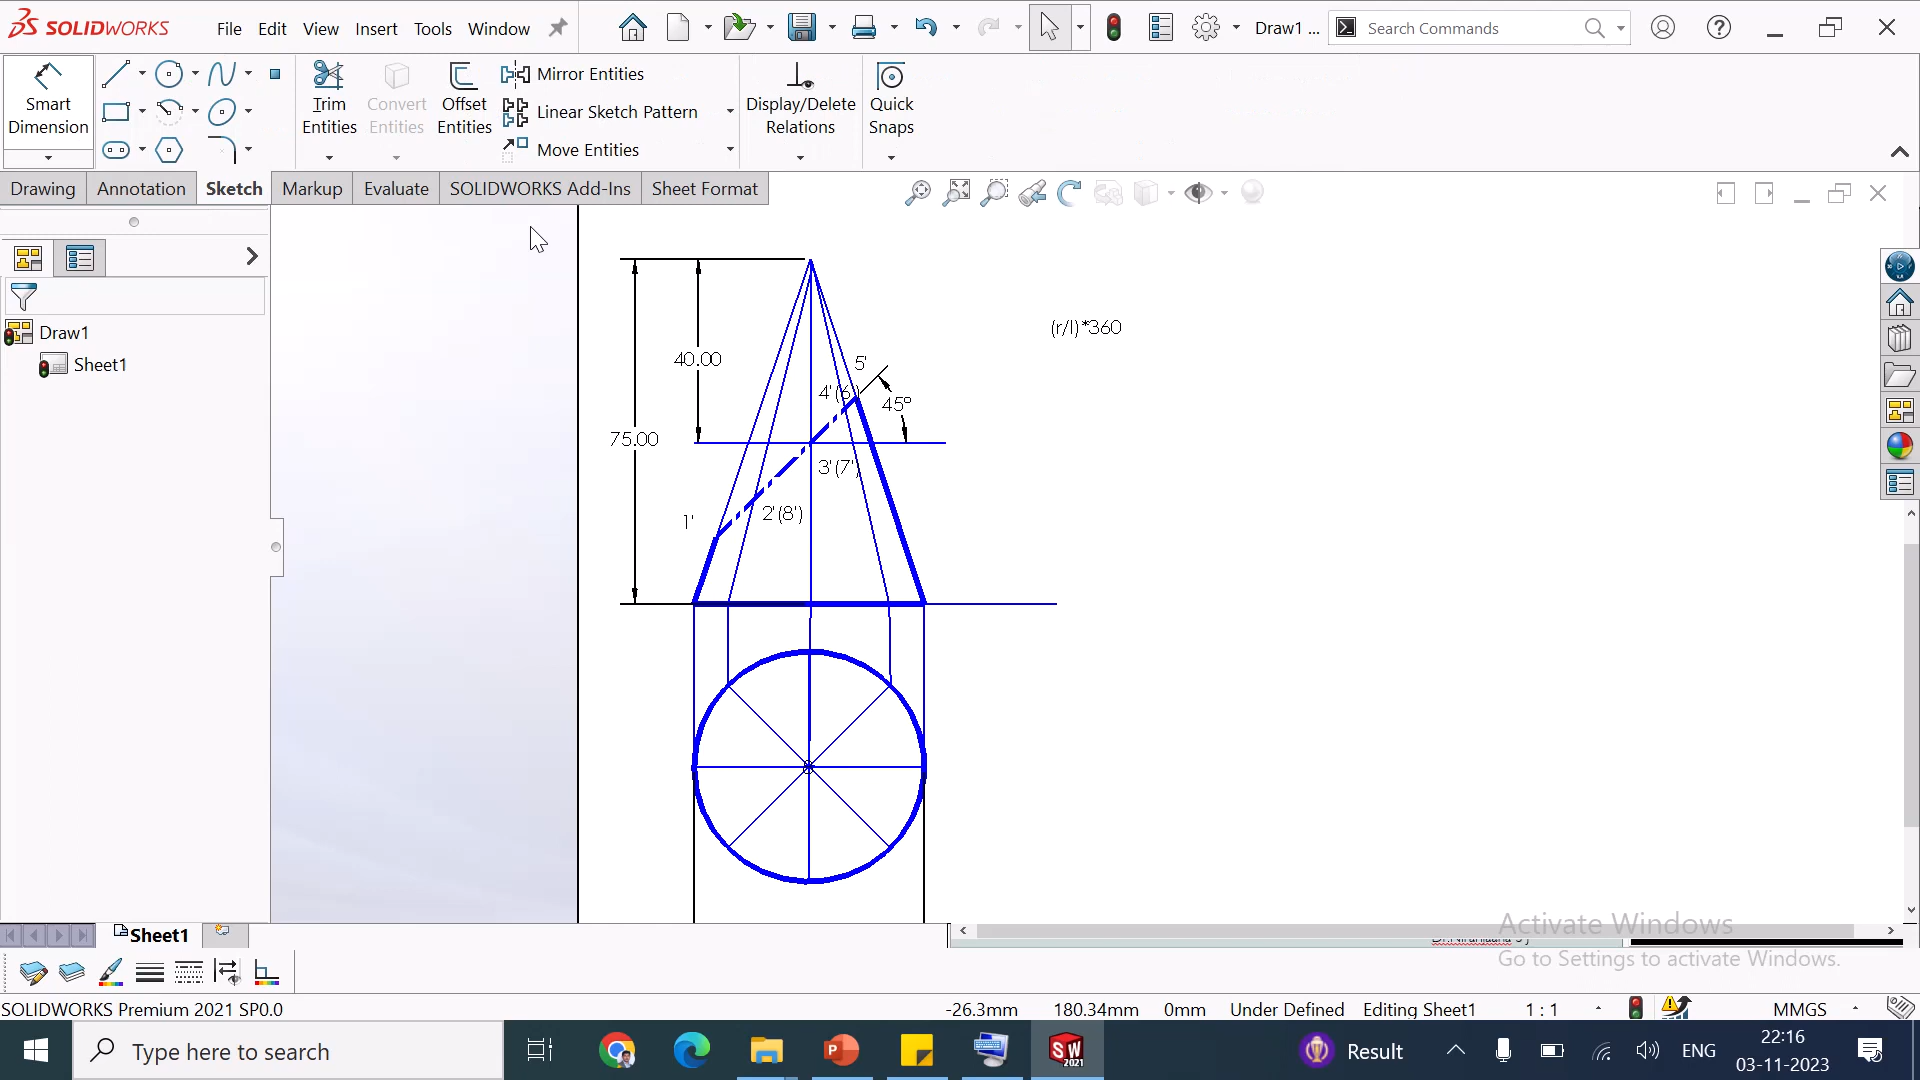 SOLIDWORKS File Edit View Insert Tools Window Draw1 ... Search Commands
Smart Dimension
Trim Entities
Convert Entities
Offset Entities
Mirror Entities
Linear Sketch Pattern
Move Entities
Display/Delete Relations
Quick Snaps
Drawing Annotation Sketch Markup Evaluate SOLIDWORKS Add-Ins Sheet Format
Draw1
Sheet1
(r/l)*360
40.00
5'
4'(6')
45°
75.00
3'(7')
1'
2'(8')
Sheet1
Activate Windows
Go to Settings to activate Windows.
SOLIDWORKS Premium 2021 SP0.0 -26.3mm 180.34mm 0mm Under Defined Editing Sheet1 1 : 1 MMGS
Type here to search
SW 2021
Result
ENG
22:16
03-11-2023